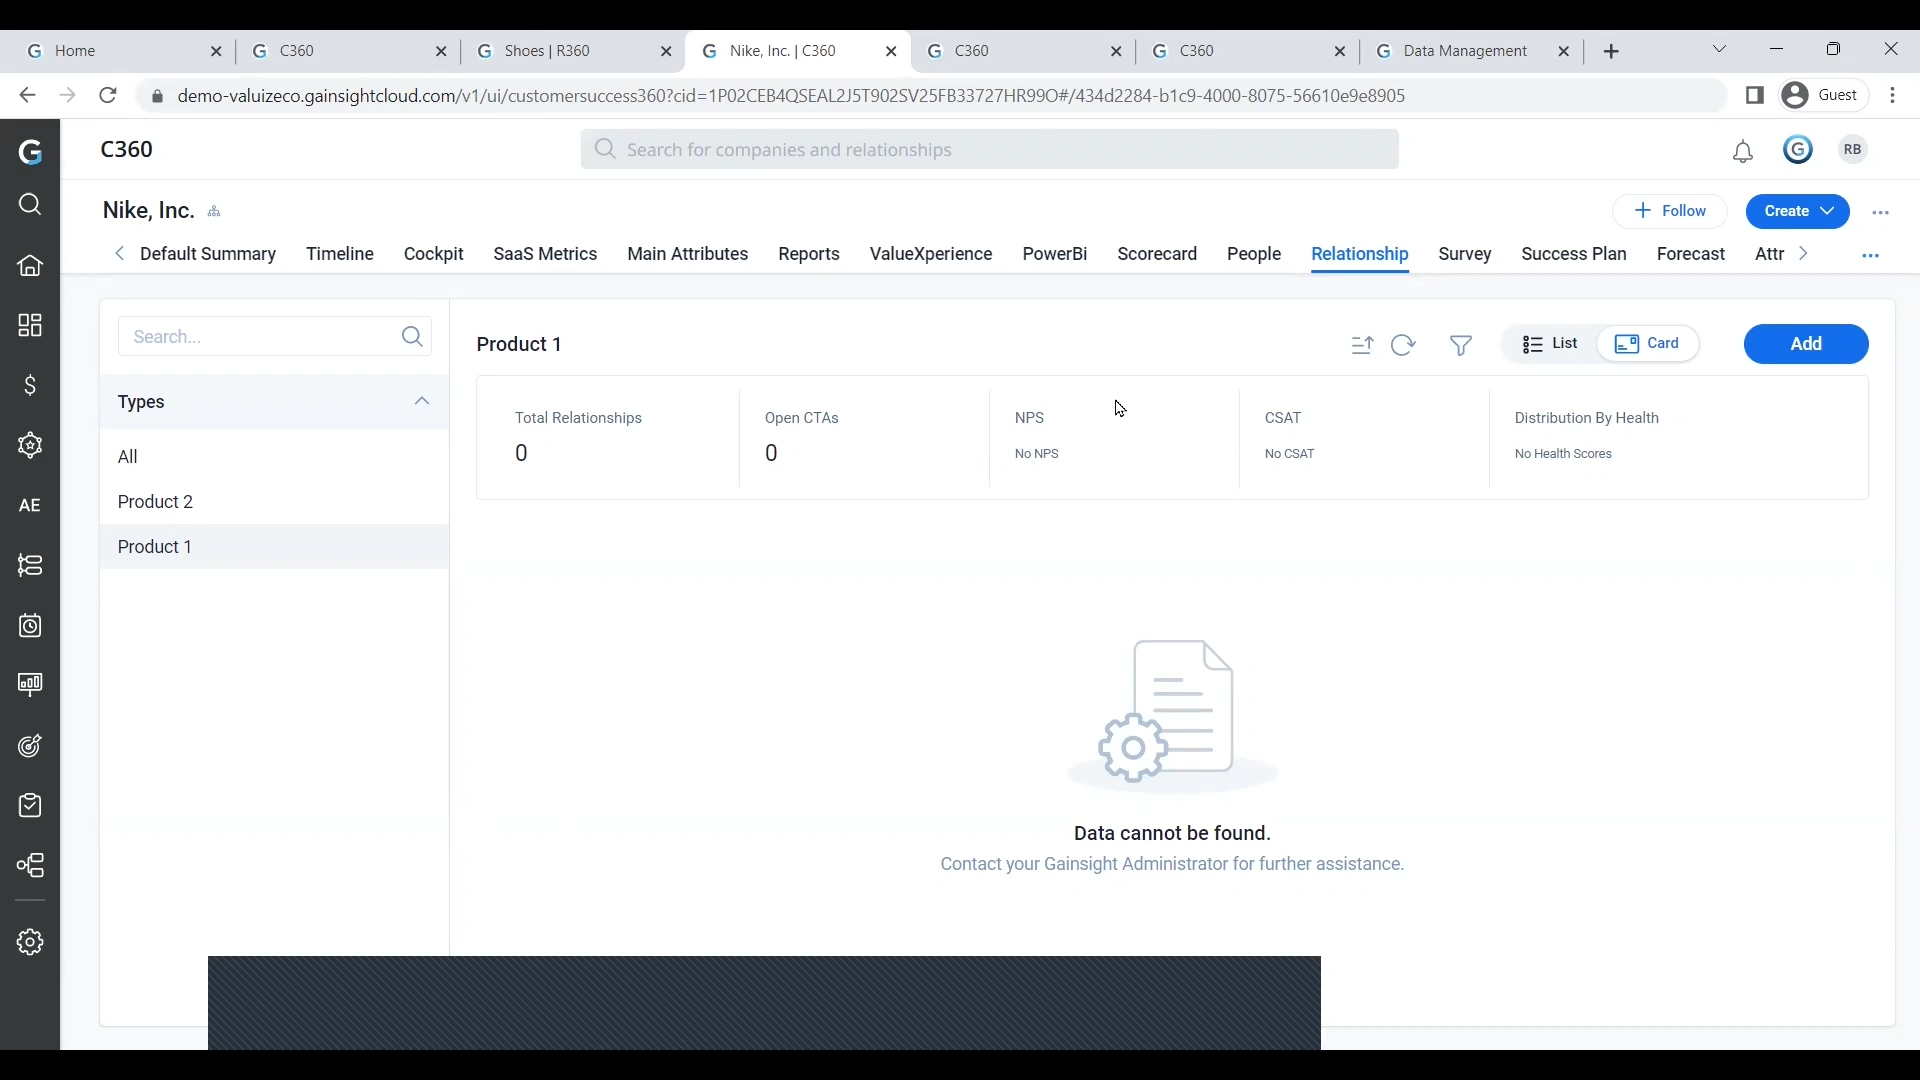 Home
C360
Shoes | R360
Nike, Inc. | C360
C360
C360
Data Management
demo-valuizeco.gainsightcloud.com/v1/ui/customersuccess360?cid=1P02CEB4QSEAL2J5T902SV25FB33727HR99O#/434d2284-b1c9-4000-8075-56610e9e8905
Guest
C360
Search for companies and relationships
RB
Nike, Inc.
Follow
Create
Default Summary
Timeline
Cockpit
SaaS Metrics
Main Attributes
Reports
ValueXperience
PowerBi
Scorecard
People
Relationship
Survey
Success Plan
Forecast
Attr
AE
Search...
Types
All
Product 2
Product 1
Product 1
List
Card
Add
Total Relationships
0
Open CTAs
0
NPS
No NPS
CSAT
No CSAT
Distribution By Health
No Health Scores
Data cannot be found.
Contact your Gainsight Administrator for further assistance.